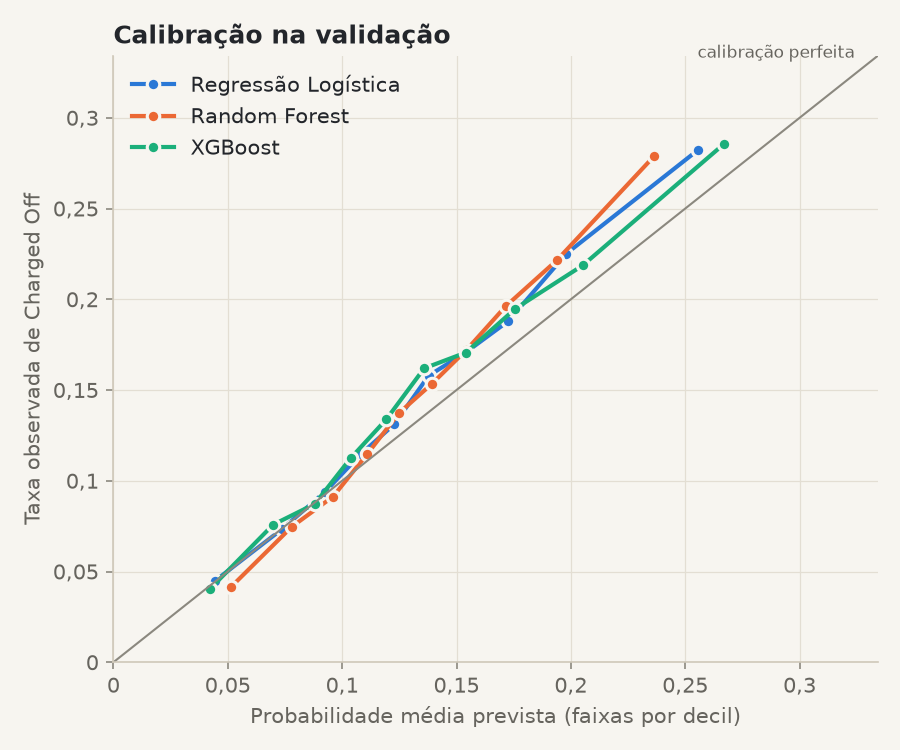 Calibração na validação
calibração perfeita
Regressão Logística
Random Forest
XGBoost
Taxa observada de Charged Off
0,3
0,25
0,2
0,15
0,1
0,05
0
0 0,05 0,1 0,15 0,2 0,25 0,3
Probabilidade média prevista (faixas por decil)